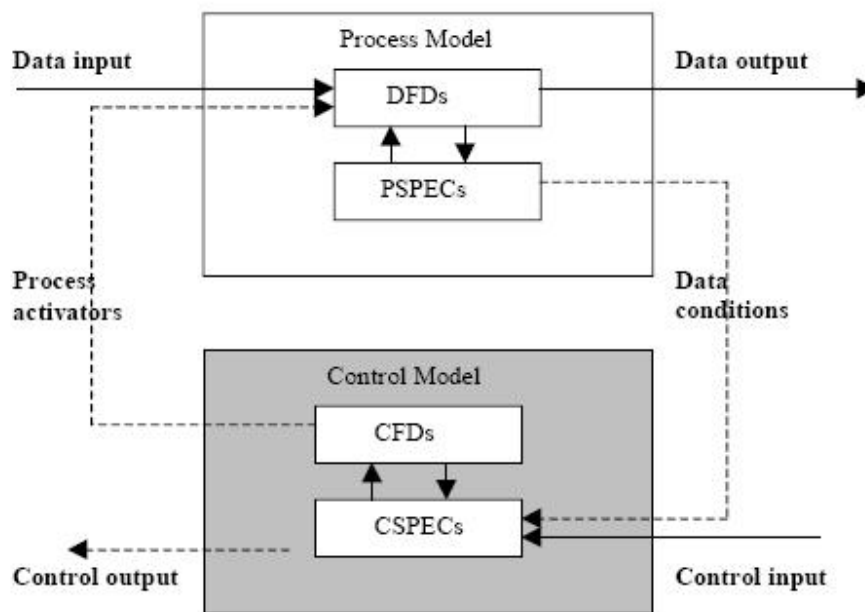 Process Model
Data input
Data output
DFDs
PSPECs
Process
activators
Data
conditions
Control Model
CFDs
CSPECs
Control output
Control input